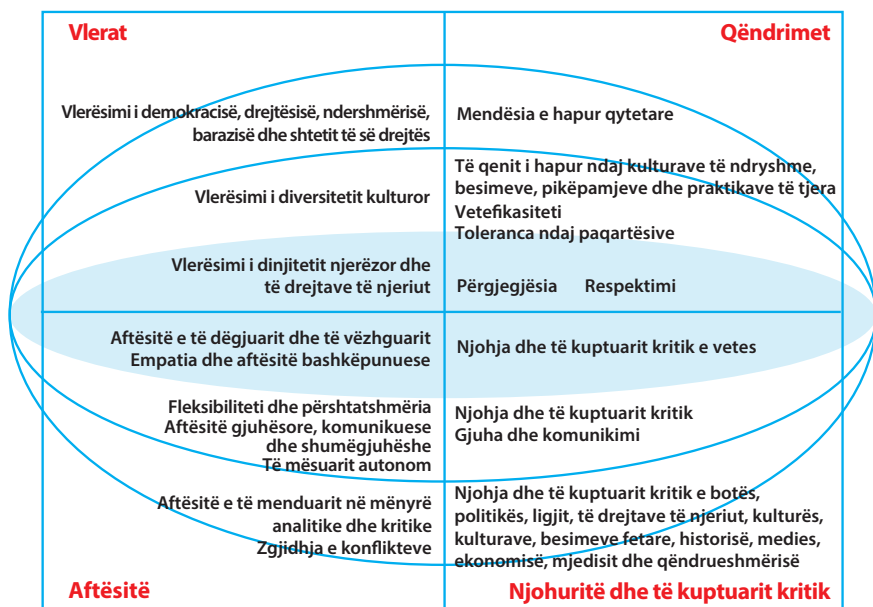 Vlerat
Vlerësimi i demokracisë, drejtësisë, ndershmërisë,
barazisë dhe shtetit të së drejtës
Vlerësimi i diversitetit kulturor
Vlerësimi i dinjitetit njerëzor dhe
të drejtave të njeriut
Qëndrimet
Mendësia e hapur qytetare
Të qenit i hapur ndaj kulturave të ndryshme,
besimeve, pikëpamjeve dhe praktikave të tjera
Vetefikasiteti
Toleranca ndaj paqartësive
Përgjegjësia Respektimi
Aftësitë e të dëgjuarit dhe të vëzhguarit
Empatia dhe aftësitë bashkëpunuese
Fleksibiliteti dhe përshtatshmëria
Aftësitë gjuhësore, komunikuese
dhe shumëgjuhëshe
Të mësuarit autonom
Aftësitë e të menduarit në mënyrë
analitike dhe kritike
Zgjidhja e konflikteve
Aftësitë
Njohja dhe të kuptuarit kritik e vetes
Njohja dhe të kuptuarit kritik
Gjuha dhe komunikimi
Njohja dhe të kuptuarit kritik e botës,
politikës, ligjit, të drejtave të njeriut, kulturës,
kulturave, besimeve fetare, historisë, medies,
ekonomisë, mjedisit dhe qëndrueshmërisë
Njohuritë dhe të kuptuarit kritik